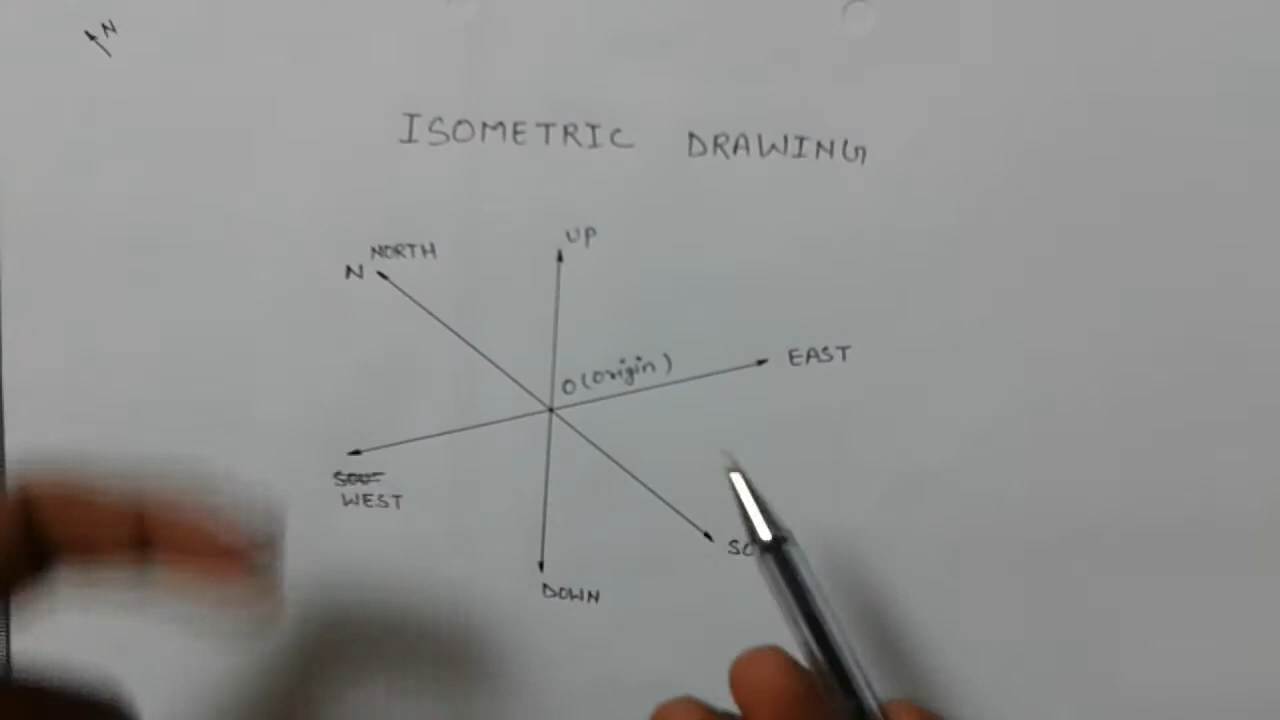 N
ISOMETRIC DRAWING
UP
NORTH
N
EAST
O (origin)
WEST
DOWN